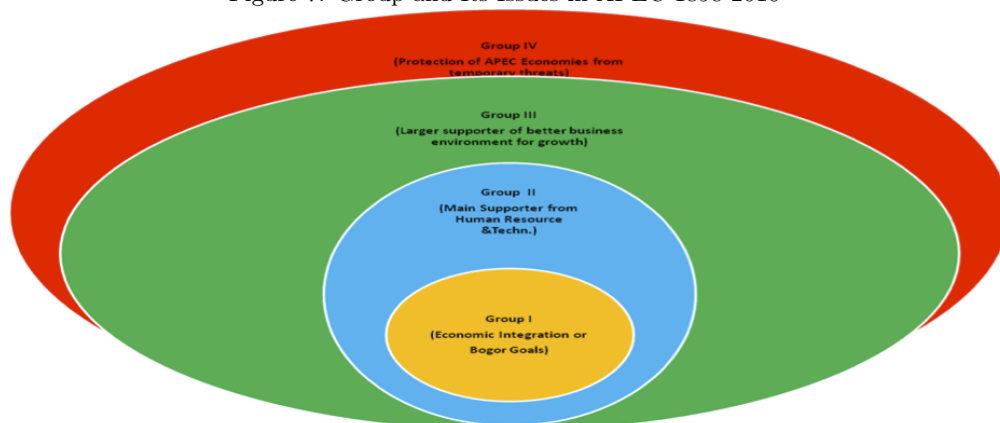 Group IV
(Protection of APEC Economies from
temporary threats)
Group III
(Larger supporter of better business
environment for growth)
Group II
(Main Supporter from
Human Resource
&Techn.)
Group I
(Economic Integration or
Bogor Goals)